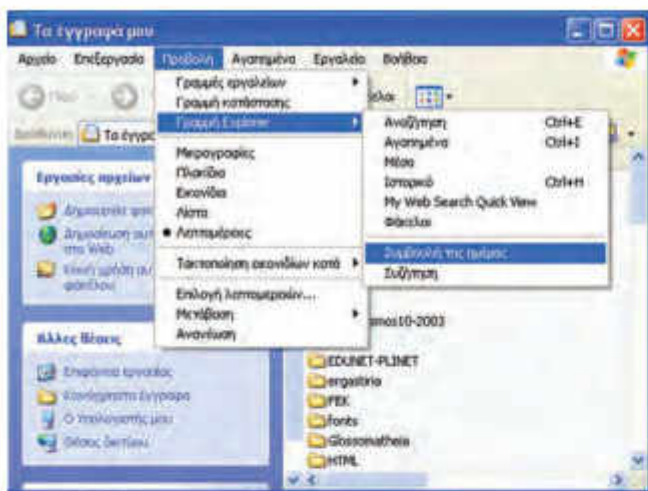 Τα έγγραφά μου
Αρχείο Επεξεργασία Προβολή Αγαπημένα Εργαλεία Βοήθεια
Γραμμές εργαλείων
Γραμμή κατάστασης
Γραμμή Explorer
Μικρογραφίες
Πλακίδια
Εικονίδια
Λίστα
Λεπτομέρειες
Τακτοποίηση εικονιδίων κατά
Επιλογή λεπτομερειών...
Μετάβαση
Ανανέωση
Αναζήτηση Ctrl+E
Αγαπημένα Ctrl+I
Μέσα
Ιστορικό Ctrl+H
My Web Search Quick View
Φάκελοι
Συμβουλή της ημέρας
Συζήτηση
Εργασίες αρχείων
Άλλες θέσεις
Επιφάνεια εργασίας
Κοινόχρηστα έγγραφα
Ο υπολογιστής μου
Θέσεις δικτύου
EDUNET-PLINET
ergastiria
FEK
fonts
Glossomatheia
HTML